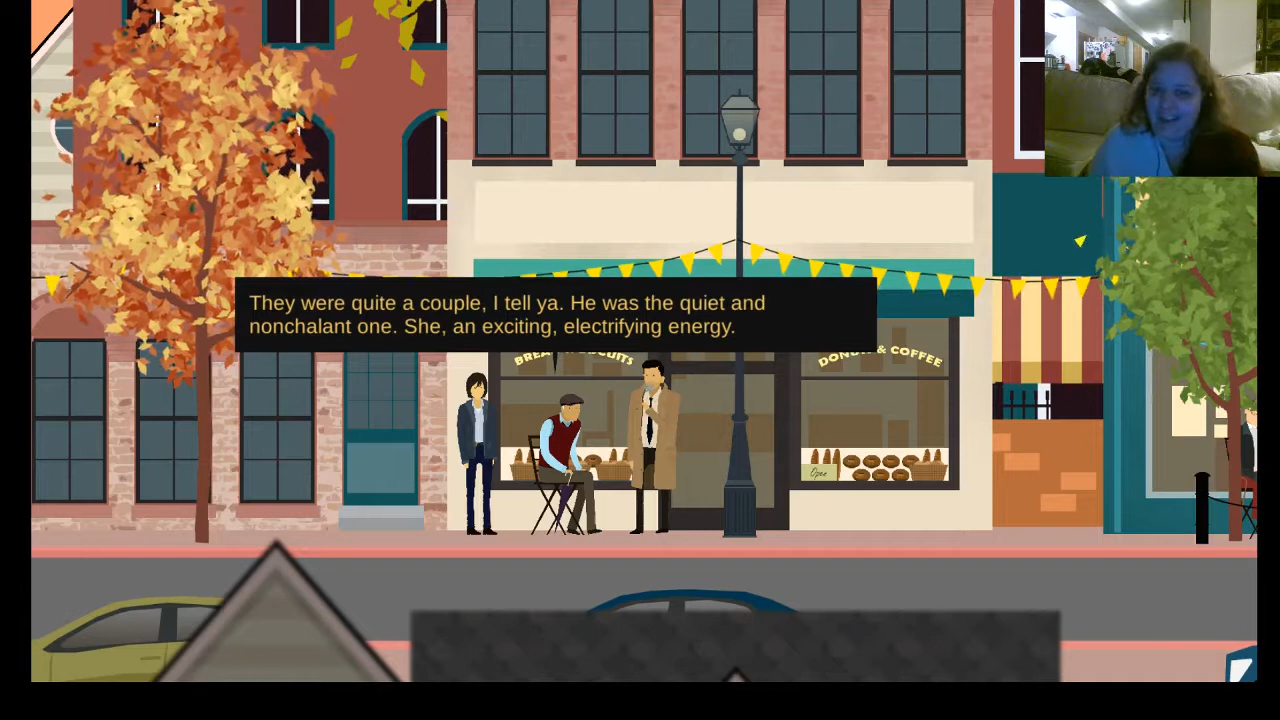 They were quite a couple, I tell ya. He was the quiet and
nonchalant one. She, an exciting, electrifying energy.
DONUTS & COFFEE
Open